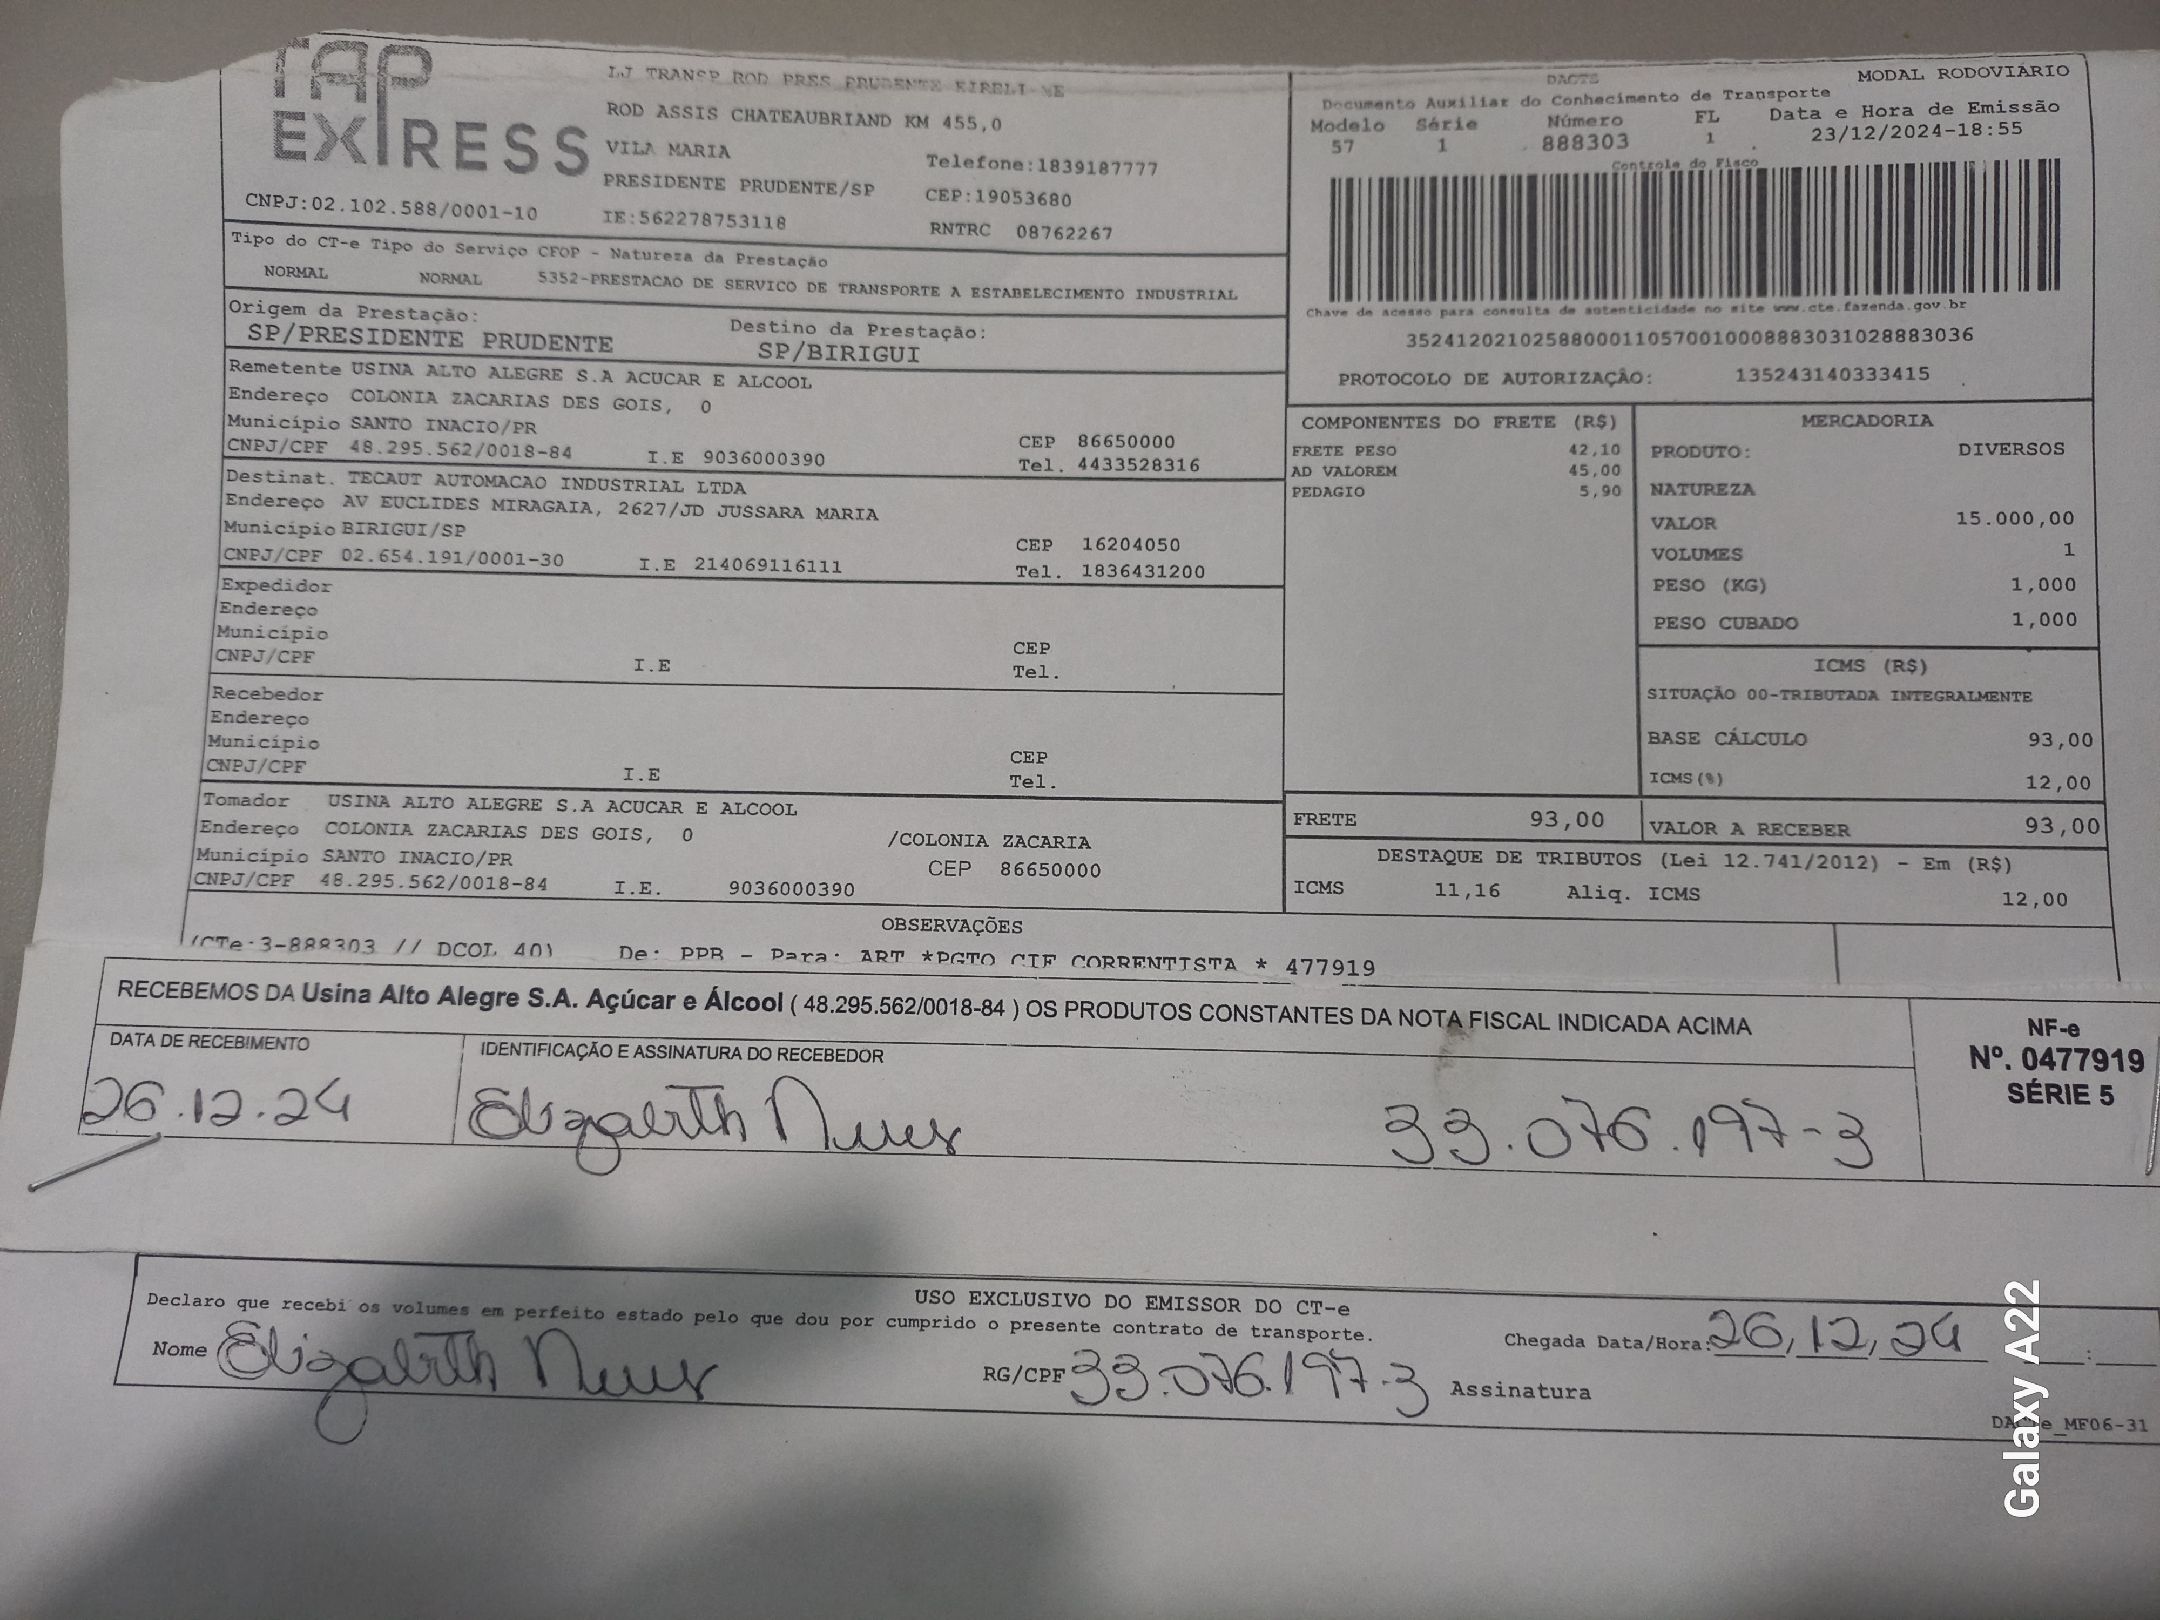 TAP
EXPRESS
CNPJ:02.102.588/0001-10
LJ TRANSP ROD PRES PRUDENTE EIRELI-ME
ROD ASSIS CHATEAUBRIAND KM 455,0
VILA MARIA
Telefone:1839187777
PRESIDENTE PRUDENTE/SP
CEP:19053680
IE:562278753118
RNTRC 08762267
DACTE
MODAL RODOVIÁRIO
Documento Auxiliar do Conhecimento de Transporte
Modelo Série Número FL Data e Hora de Emissão
57 1 888303 1 23/12/2024-18:55
Controle do Fisco
Chave de acesso para consulta de autenticidade no site www.cte.fazenda.gov.br
35241202102588000110570010008883031028883036
PROTOCOLO DE AUTORIZAÇÂO: 135243140333415
Tipo do CT-e Tipo do Serviço CFOP - Natureza da Prestação
NORMAL NORMAL 5352-PRESTACAO DE SERVICO DE TRANSPORTE A ESTABELECIMENTO INDUSTRIAL
Origem da Prestação: Destino da Prestação:
SP/PRESIDENTE PRUDENTE SP/BIRIGUI
Remetente USINA ALTO ALEGRE S.A ACUCAR E ALCOOL
Endereço COLONIA ZACARIAS DES GOIS, 0
Município SANTO INACIO/PR CEP 86650000
CNPJ/CPF 48.295.562/0018-84 I.E 9036000390 Tel. 4433528316
Destinat. TECAUT AUTOMACAO INDUSTRIAL LTDA
Endereço AV EUCLIDES MIRAGAIA, 2627/JD JUSSARA MARIA
Município BIRIGUI/SP CEP 16204050
CNPJ/CPF 02.654.191/0001-30 I.E 214069116111 Tel. 1836431200
Expedidor
Endereço
Município CEP
CNPJ/CPF I.E Tel.
Recebedor
Endereço
Município CEP
CNPJ/CPF I.E Tel.
Tomador USINA ALTO ALEGRE S.A ACUCAR E ALCOOL
Endereço COLONIA ZACARIAS DES GOIS, 0 /COLONIA ZACARIA
Município SANTO INACIO/PR CEP 86650000
CNPJ/CPF 48.295.562/0018-84 I.E. 9036000390
COMPONENTES DO FRETE (R$)
FRETE PESO 42,10
AD VALOREM 45,00
PEDAGIO 5,90
MERCADORIA
PRODUTO: DIVERSOS
NATUREZA
VALOR 15.000,00
VOLUMES 1
PESO (KG) 1,000
PESO CUBADO 1,000
ICMS (R$)
SITUAÇÃO 00-TRIBUTADA INTEGRALMENTE
BASE CÁLCULO 93,00
ICMS(%) 12,00
FRETE 93,00 VALOR A RECEBER 93,00
DESTAQUE DE TRIBUTOS (Lei 12.741/2012) - Em (R$)
ICMS 11,16 Aliq. ICMS 12,00
OBSERVAÇÕES
(CTe:3-888303 // DCOL 40) De: PPB - Para: ART *PGTO CIF CORRENTISTA * 477919
RECEBEMOS DA Usina Alto Alegre S.A. Açúcar e Álcool ( 48.295.562/0018-84 ) OS PRODUTOS CONSTANTES DA NOTA FISCAL INDICADA ACIMA
DATA DE RECEBIMENTO IDENTIFICAÇÃO E ASSINATURA DO RECEBEDOR
26.12.24 Elizabeth 33.076.197-3
NF-e
Nº. 0477919
SÉRIE 5
USO EXCLUSIVO DO EMISSOR DO CT-e
Declaro que recebi os volumes em perfeito estado pelo que dou por cumprido o presente contrato de transporte.
Nome Elizabeth RG/CPF 33.076.197-3 Assinatura
Chegada Data/Hora: 26,12,24 :
MF06-31
Galaxy A22